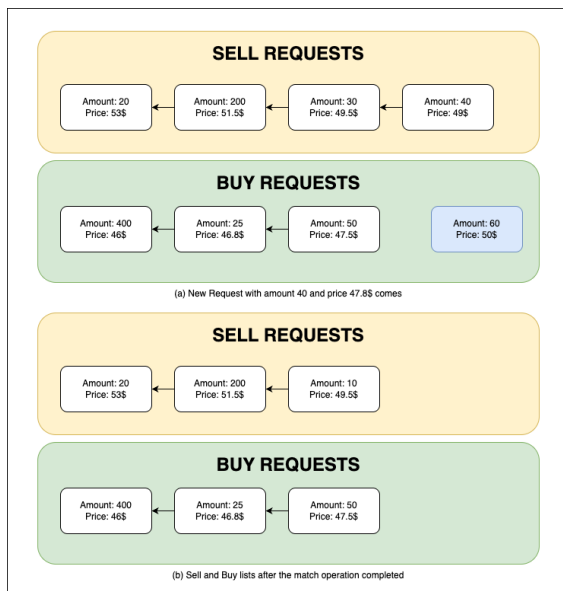 SELL REQUESTS
Amount: 20
Price: 53$
Amount: 200
Price: 51.5$
Amount: 30
Price: 49.5$
Amount: 40
Price: 49$
BUY REQUESTS
Amount: 400
Price: 46$
Amount: 25
Price: 46.8$
Amount: 50
Price: 47.5$
Amount: 60
Price: 50$
(a) New Request with amount 40 and price 47.8$ comes
SELL REQUESTS
Amount: 20
Price: 53$
Amount: 200
Price: 51.5$
Amount: 10
Price: 49.5$
BUY REQUESTS
Amount: 400
Price: 46$
Amount: 25
Price: 46.8$
Amount: 50
Price: 47.5$
(b) Sell and Buy lists after the match operation completed